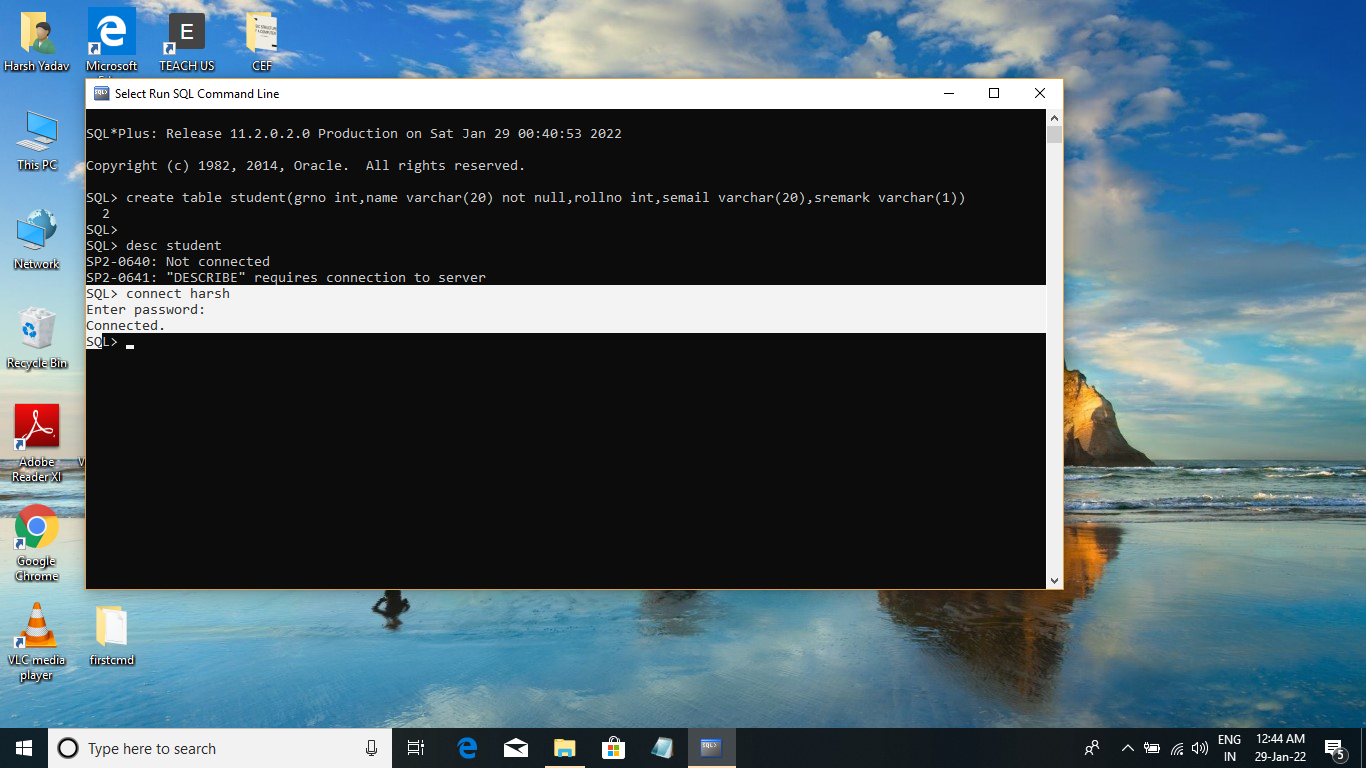 Harsh Yadav
Microsoft
E
TEACH US
CEF
Select Run SQL Command Line
SQL*Plus: Release 11.2.0.2.0 Production on Sat Jan 29 00:40:53 2022
Copyright (c) 1982, 2014, Oracle.  All rights reserved.
SQL> create table student(grno int,name varchar(20) not null,rollno int,semail varchar(20),sremark varchar(1))
2
SQL>
SQL> desc student
SP2-0640: Not connected
SP2-0641: "DESCRIBE" requires connection to server
SQL> connect harsh
Enter password:
Connected.
SQL>
This PC
Network
Recycle Bin
Adobe
Reader XI
Google
Chrome
VLC media
player
firstcmd
Type here to search
ENG
IN
12:44 AM
29-Jan-22
5